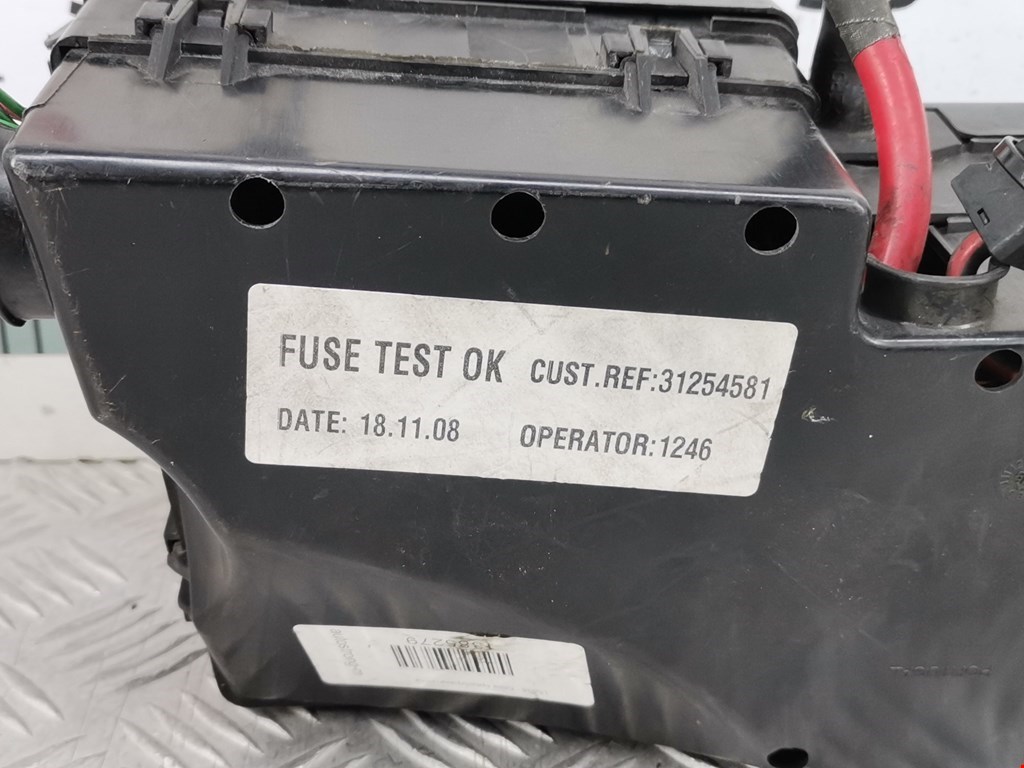 FUSE TEST OK CUST.REF:31254581
DATE: 18.11.08 OPERATOR:1246